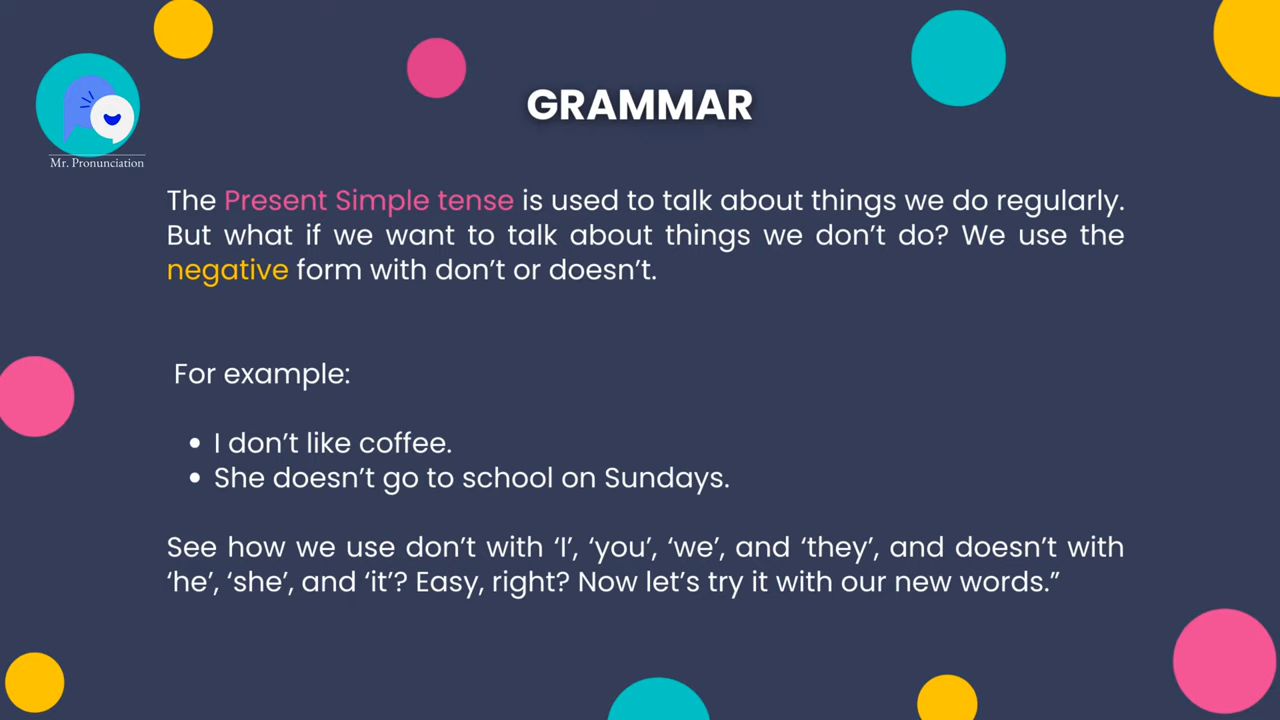 GRAMMAR
Mr. Pronunciation
The Present Simple tense is used to talk about things we do regularly.
But what if we want to talk about things we don’t do? We use the
negative form with don’t or doesn’t.
For example:
• I don’t like coffee.
• She doesn’t go to school on Sundays.
See how we use don’t with ‘I’, ‘you’, ‘we’, and ‘they’, and doesn’t with
‘he’, ‘she’, and ‘it’? Easy, right? Now let’s try it with our new words.”